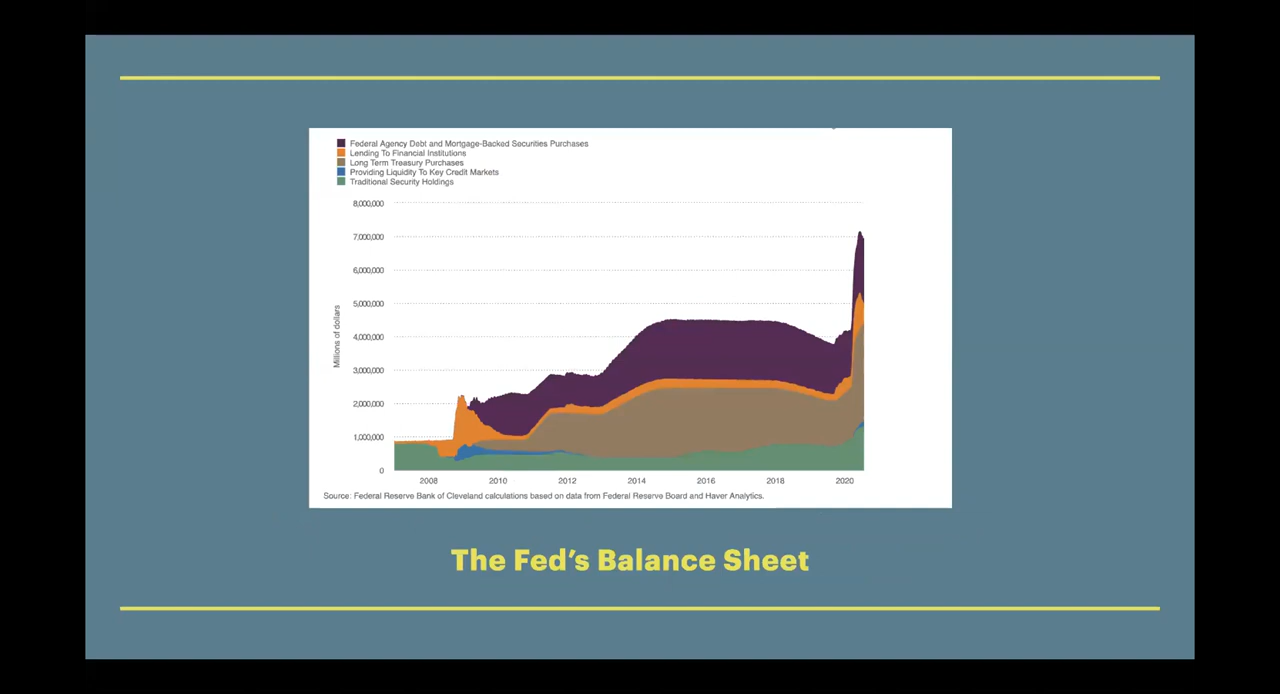 Federal Agency Debt and Mortgage-Backed Securities Purchases
Lending To Financial Institutions
Long Term Treasury Purchases
Providing Liquidity To Key Credit Markets
Traditional Security Holdings
8,000,000
7,000,000
6,000,000
5,000,000
4,000,000
3,000,000
2,000,000
1,000,000
0
Millions of dollars
2008 2010 2012 2014 2016 2018 2020
Source: Federal Reserve Bank of Cleveland calculations based on data from Federal Reserve Board and Haver Analytics.
The Fed's Balance Sheet